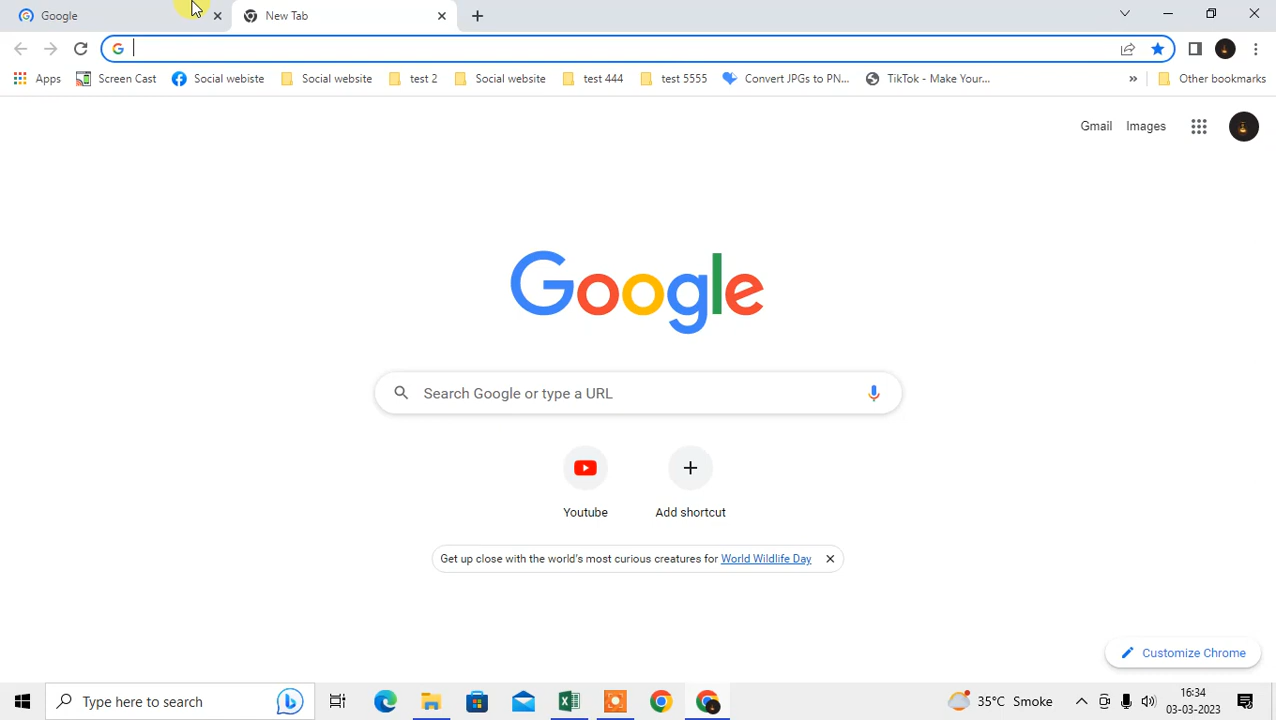 Google
New Tab
Apps
Screen Cast
Social webiste
Social website
test 2
Social website
test 444
test 5555
Convert JPGs to PN...
TikTok - Make Your...
»
Other bookmarks
Gmail
Images
Google
Search Google or type a URL
Youtube
Add shortcut
Get up close with the world's most curious creatures for World Wildlife Day
Customize Chrome
Type here to search
35°C Smoke
16:34
03-03-2023